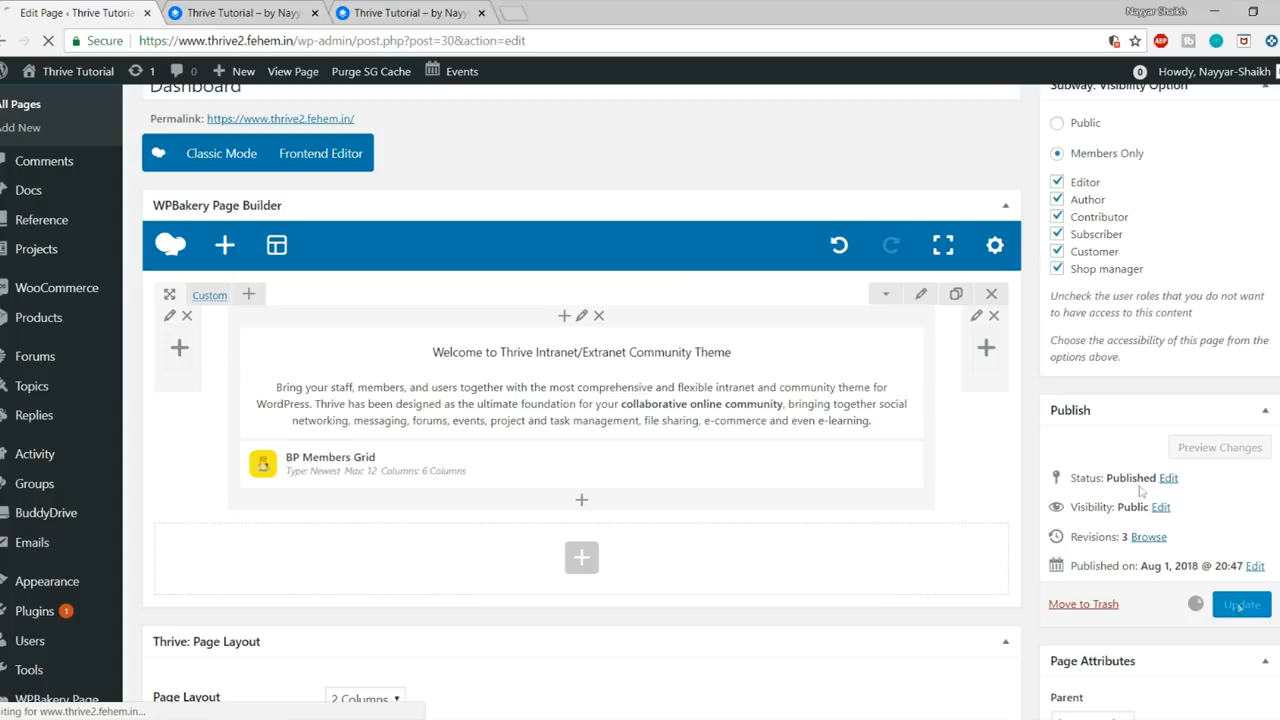 Edit Page ‹ Thrive Tutoria
Thrive Tutorial – by Nayy
Thrive Tutorial – by Nayy
Nayyar Shaikh
Secure
https://www.thrive2.fehem.in/wp-admin/post.php?post=30&action=edit
ABP
Thrive Tutorial
1
0
New
View Page
Purge SG Cache
Events
0
Howdy, Nayyar-Shaikh
All Pages
Add New
Comments
Docs
Reference
Projects
WooCommerce
Products
Forums
Topics
Replies
Activity
Groups
BuddyDrive
Emails
Appearance
Plugins 1
Users
Tools
WPBakery Page
Dashboard
Permalink: https://www.thrive2.fehem.in/
Classic Mode
Frontend Editor
WPBakery Page Builder
Custom
Welcome to Thrive Intranet/Extranet Community Theme
Bring your staff, members, and users together with the most comprehensive and flexible intranet and community theme for
WordPress. Thrive has been designed as the ultimate foundation for your collaborative online community, bringing together social
networking, messaging, forums, events, project and task management, file sharing, e-commerce and even e-learning.
BP Members Grid
Type: Newest Max: 12 Columns: 6 Columns
Thrive: Page Layout
Page Layout
2 Columns
Subway: Visibility Option
Public
Members Only
Editor
Author
Contributor
Subscriber
Customer
Shop manager
Uncheck the user roles that you do not want
to have access to this content
Choose the accessibility of this page from the
options above.
Publish
Preview Changes
Status: Published Edit
Visibility: Public Edit
Revisions: 3 Browse
Published on: Aug 1, 2018 @ 20:47 Edit
Move to Trash
Update
Page Attributes
Parent
iting for www.thrive2.fehem.in...